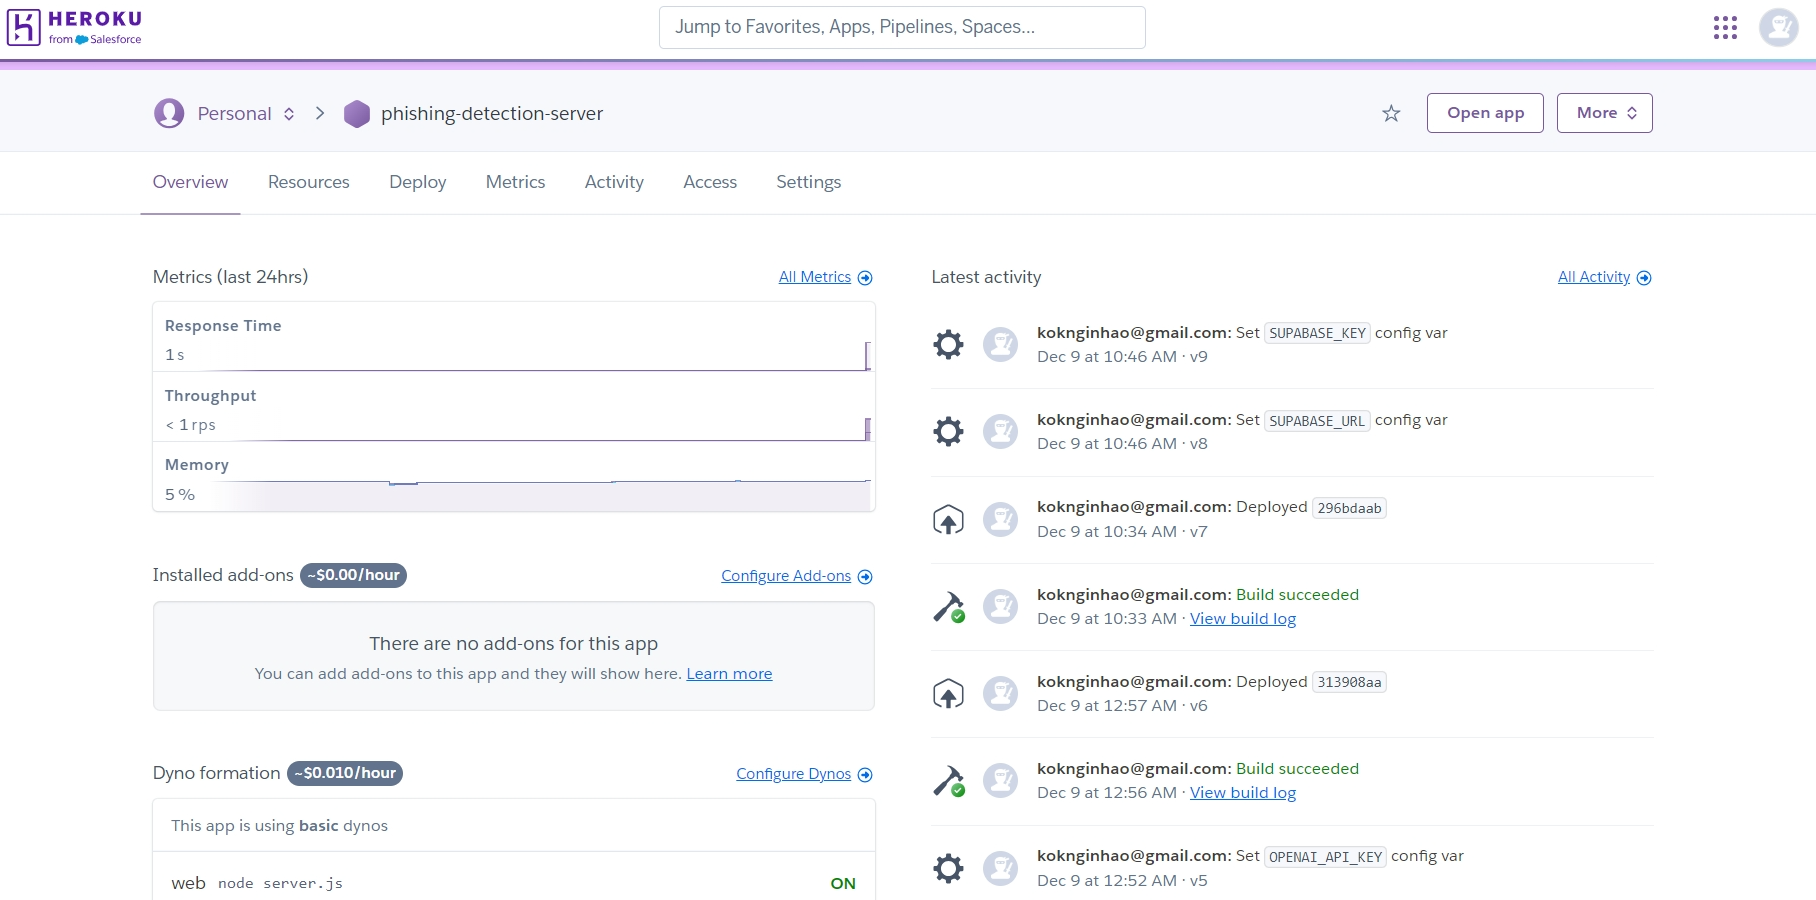 HEROKU
from Salesforce
Jump to Favorites, Apps, Pipelines, Spaces...
Personal
phishing-detection-server
Open app
More
Overview
Resources
Deploy
Metrics
Activity
Access
Settings
Metrics (last 24hrs)
All Metrics
Response Time
1 s
Throughput
< 1 rps
Memory
5 %
Installed add-ons ~$0.00/hour
Configure Add-ons
There are no add-ons for this app
You can add add-ons to this app and they will show here. Learn more
Dyno formation ~$0.010/hour
Configure Dynos
This app is using basic dynos
web node server.js
ON
Latest activity
All Activity
koknginhao@gmail.com: Set SUPABASE_KEY config var
Dec 9 at 10:46 AM · v9
koknginhao@gmail.com: Set SUPABASE_URL config var
Dec 9 at 10:46 AM · v8
koknginhao@gmail.com: Deployed 296bdaab
Dec 9 at 10:34 AM · v7
koknginhao@gmail.com: Build succeeded
Dec 9 at 10:33 AM · View build log
koknginhao@gmail.com: Deployed 313908aa
Dec 9 at 12:57 AM · v6
koknginhao@gmail.com: Build succeeded
Dec 9 at 12:56 AM · View build log
koknginhao@gmail.com: Set OPENAI_API_KEY config var
Dec 9 at 12:52 AM · v5